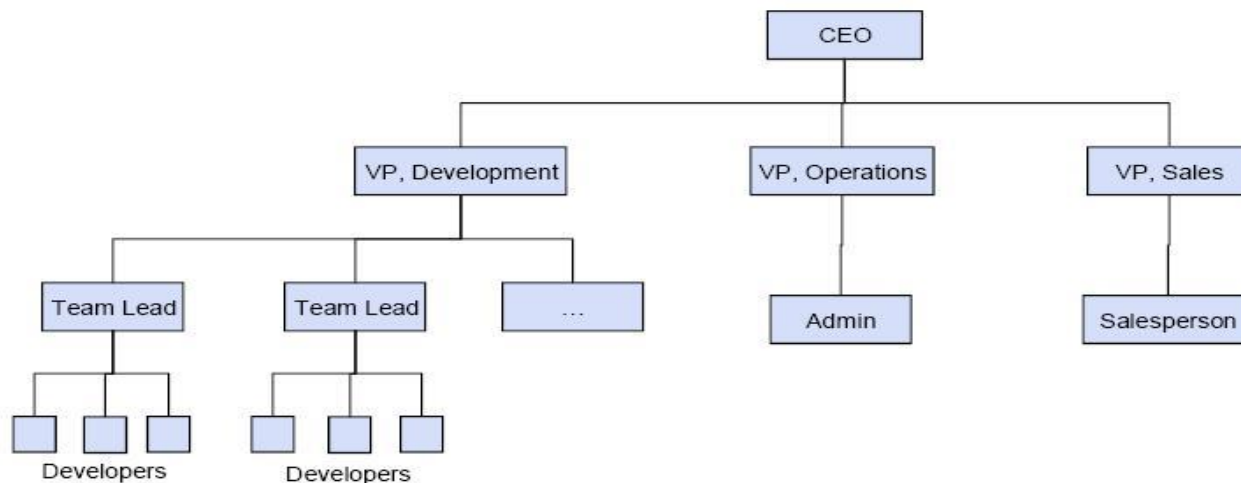 CEO
VP, Development
VP, Operations
VP, Sales
Team Lead
Team Lead
...
Admin
Salesperson
Developers
Developers